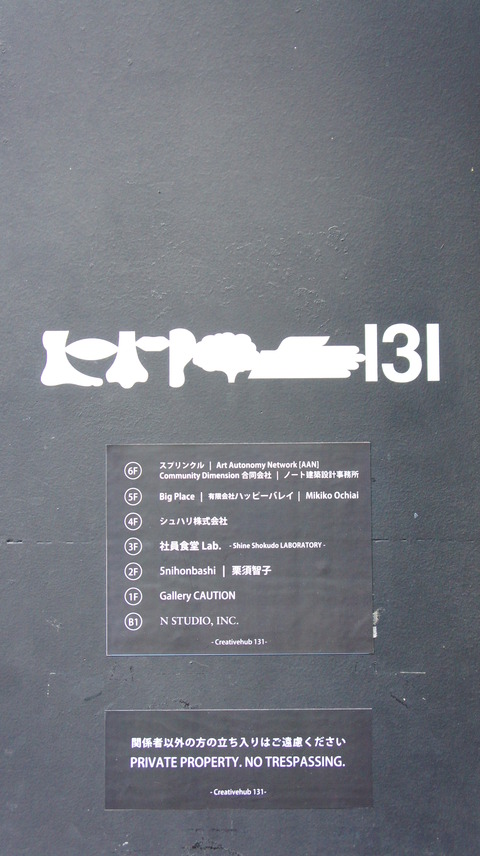 131
6F スプリンクル | Art Autonomy Network [AAN]
Community Dimension 合同会社 | ノート建築設計事務所
5F Big Place | 有限会社ハッピーバレイ | Mikiko Ochiai
4F シュハリ株式会社
3F 社員食堂 Lab. - Shine Shokudo LABORATORY -
2F 5nihonbashi | 栗須智子
1F Gallery CAUTION
B1 N STUDIO, INC.
- Creativehub 131-
関係者以外の方の立ち入りはご遠慮ください
PRIVATE PROPERTY. NO TRESPASSING.
- Creativehub 131-